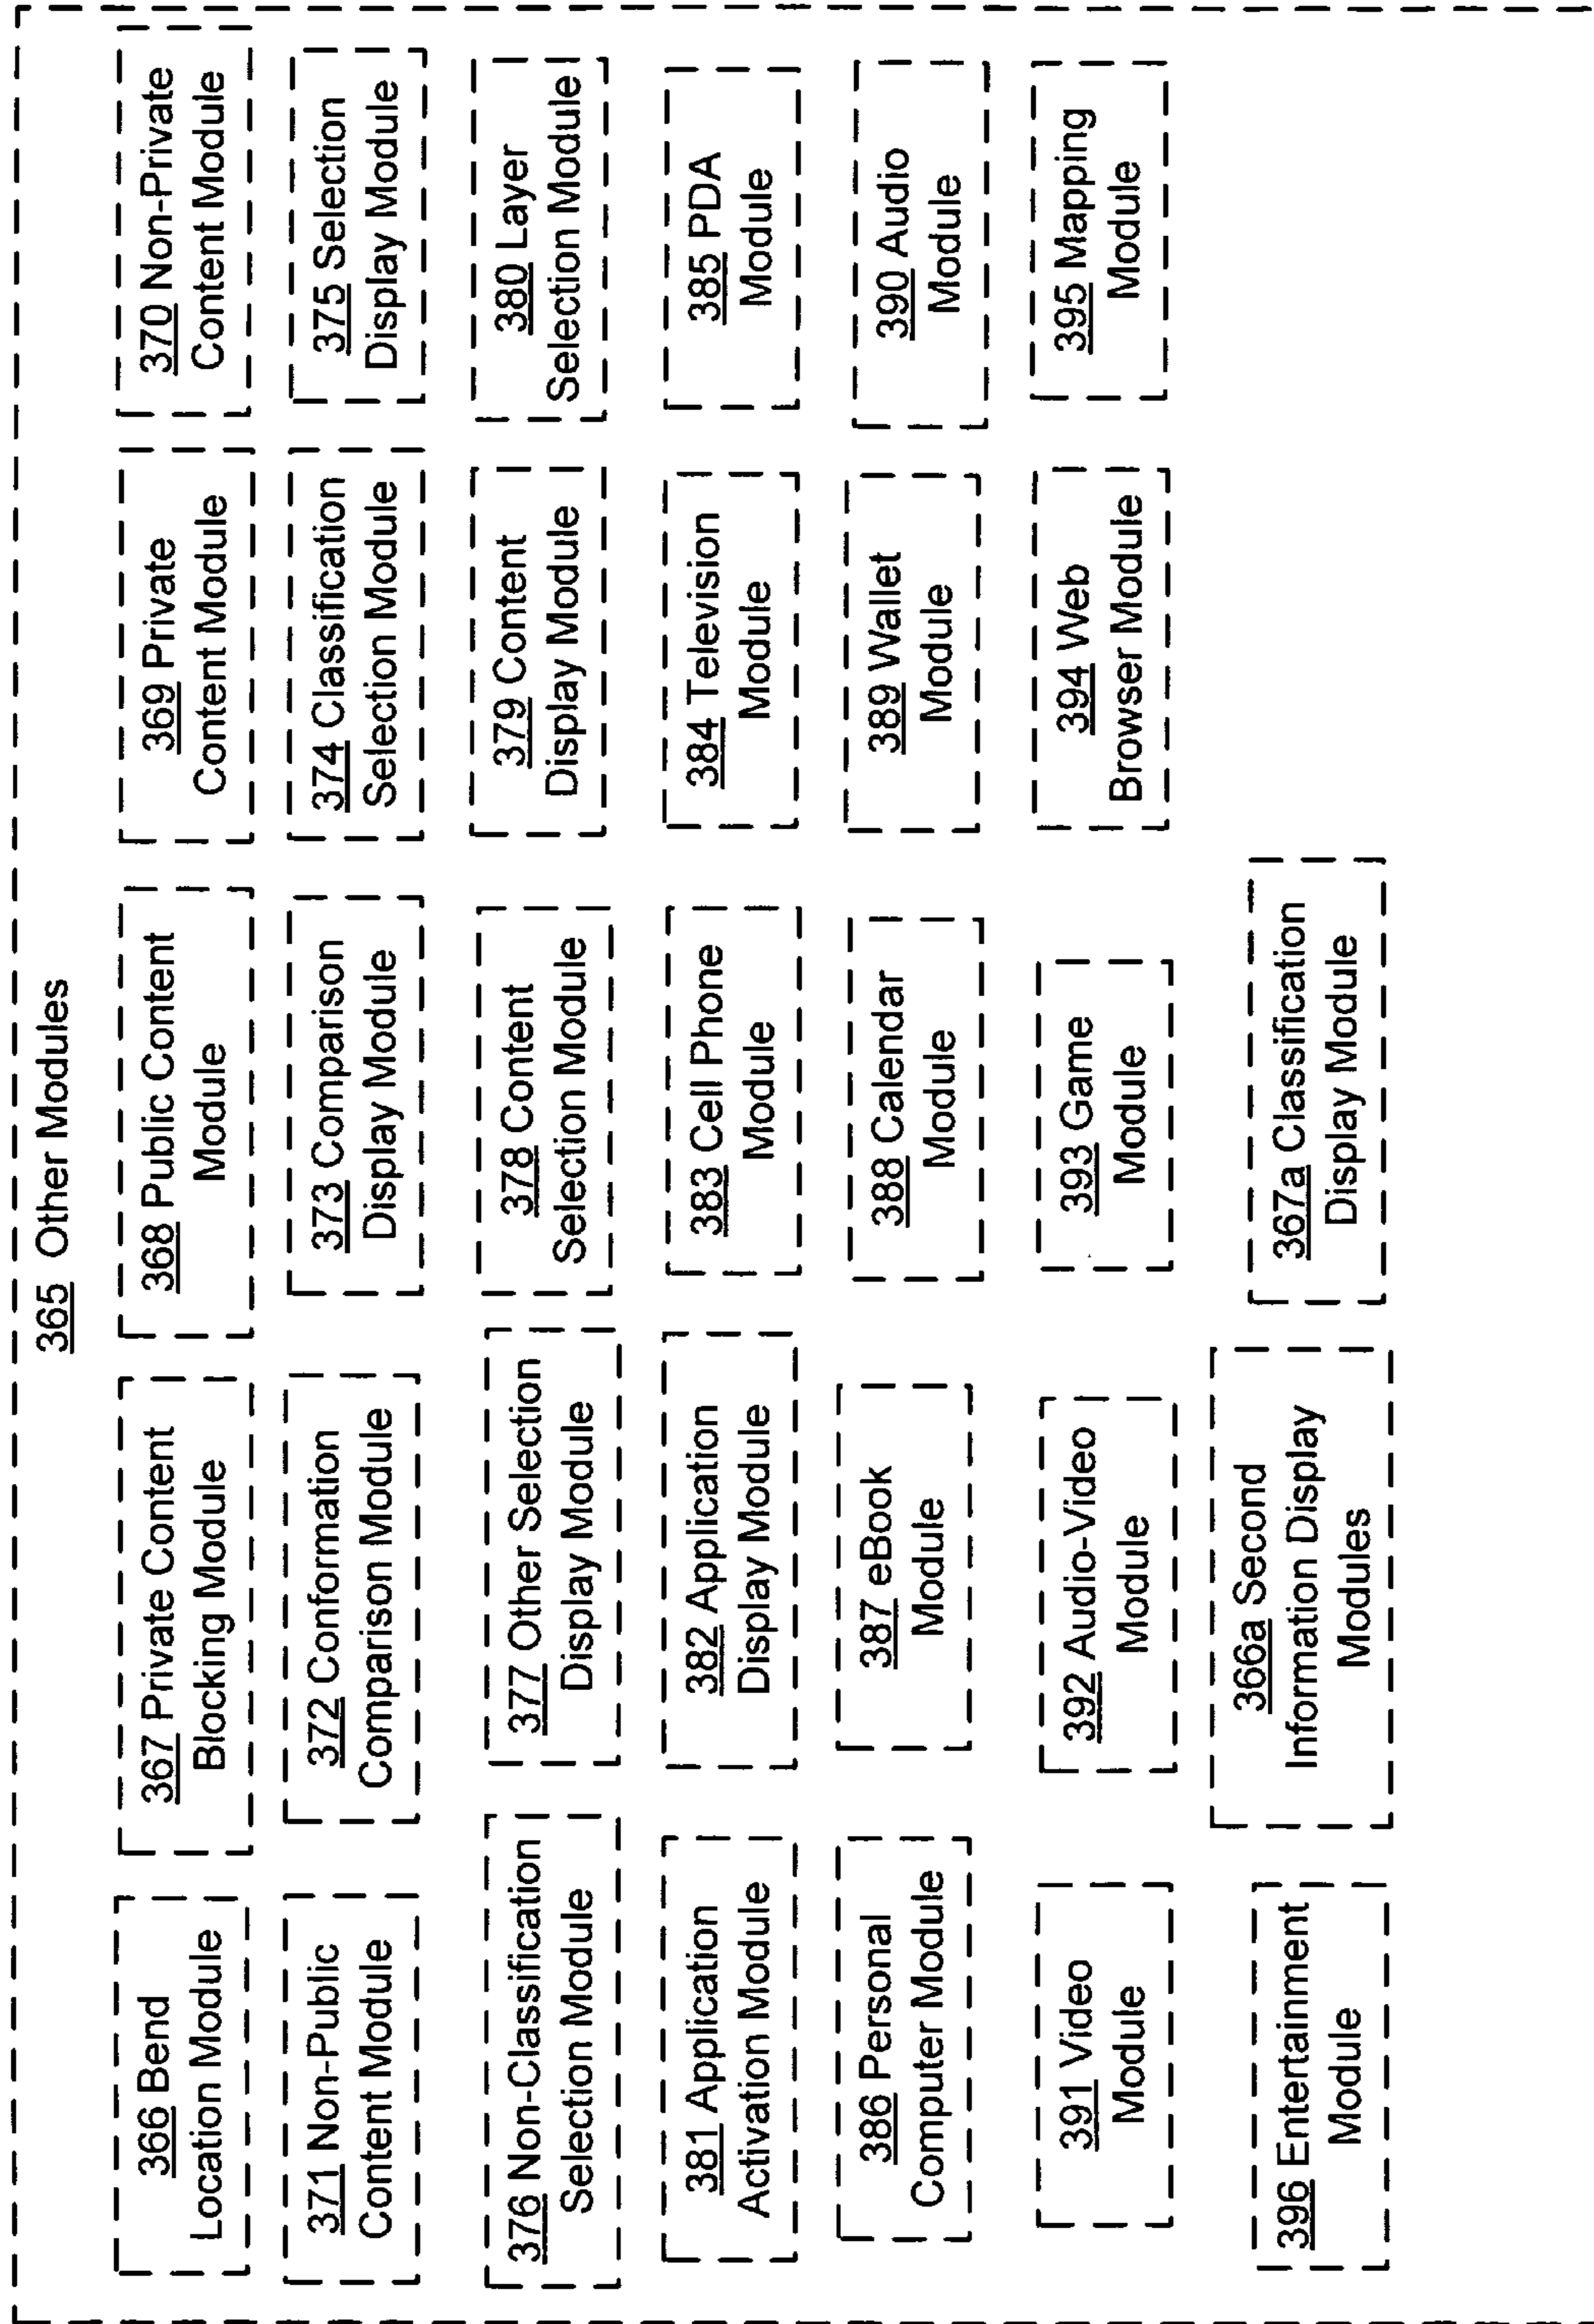 365 Other Modules
366 Bend
Location Module
367 Private Content
Blocking Module
368 Public Content
Module
369 Private
Content Module
370 Non-Private
Content Module
371 Non-Public
Content Module
372 Conformation
Comparison Module
373 Comparison
Display Module
374 Classification
Selection Module
375 Selection
Display Module
376 Non-Classification
Selection Module
377 Other Selection
Display Module
378 Content
Selection Module
379 Content
Display Module
380 Layer
Selection Module
381 Application
Activation Module
382 Application
Display Module
383 Cell Phone
Module
384 Television
Module
385 PDA
Module
386 Personal
Computer Module
387 eBook
Module
388 Calendar
Module
389 Wallet
Module
390 Audio
Module
391 Video
Module
392 Audio-Video
Module
393 Game
Module
394 Web
Browser Module
395 Mapping
Module
396 Entertainment
Module
366a Second
Information Display
Modules
367a Classification
Display Module